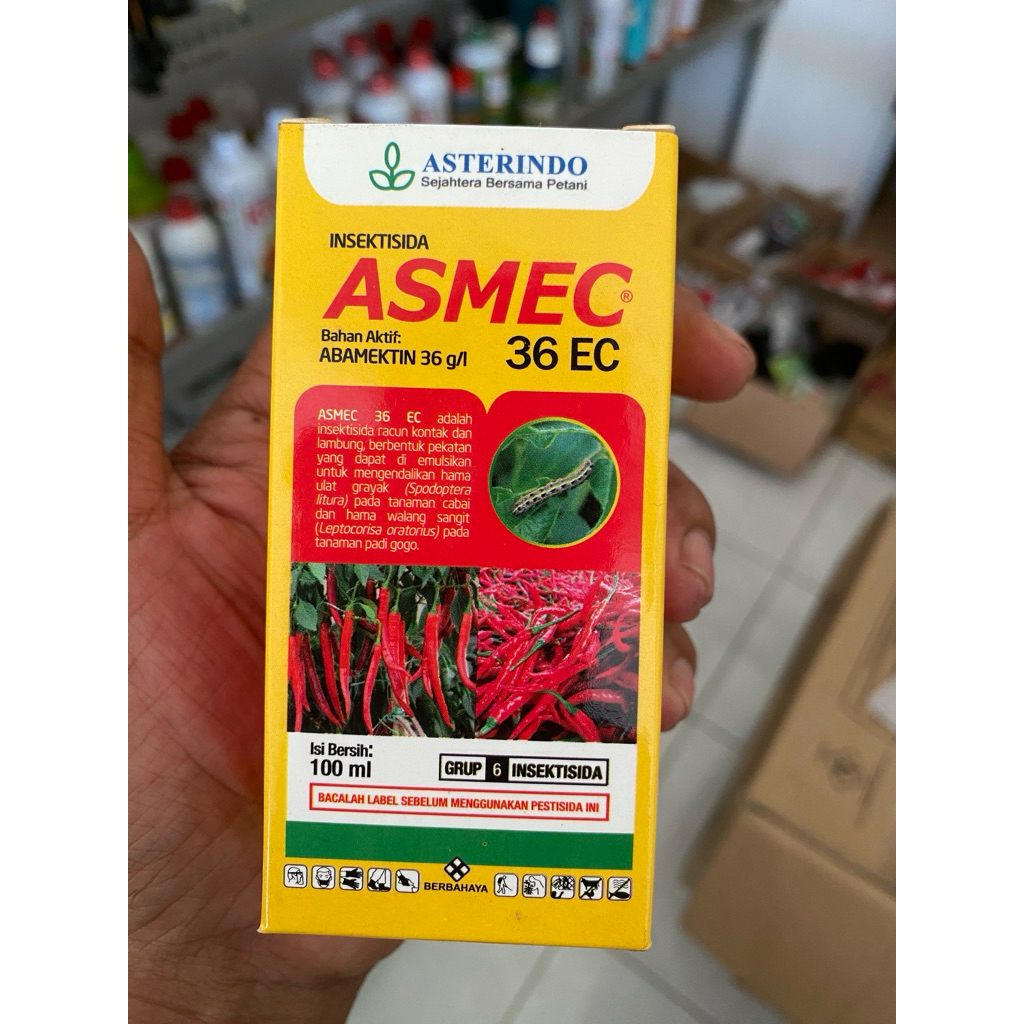 ASTERINDO
Sejahtera Bersama Petani
INSEKTISIDA
ASMEC®
Bahan Aktif:
ABAMEKTIN 36 g/l
36 EC
ASMEC 36 EC adalah
insektisida racun kontak dan
lambung, berbentuk pekatan
yang dapat di emulsikan
untuk mengendalikan hama
ulat grayak (Spodoptera
litura) pada tanaman cabai
dan hama walang sangit
(Leptocorisa oratorius) pada
tanaman padi gogo.
Isi Bersih:
100 ml
GRUP 6 INSEKTISIDA
BACALAH LABEL SEBELUM MENGGUNAKAN PESTISIDA INI
BERBAHAYA